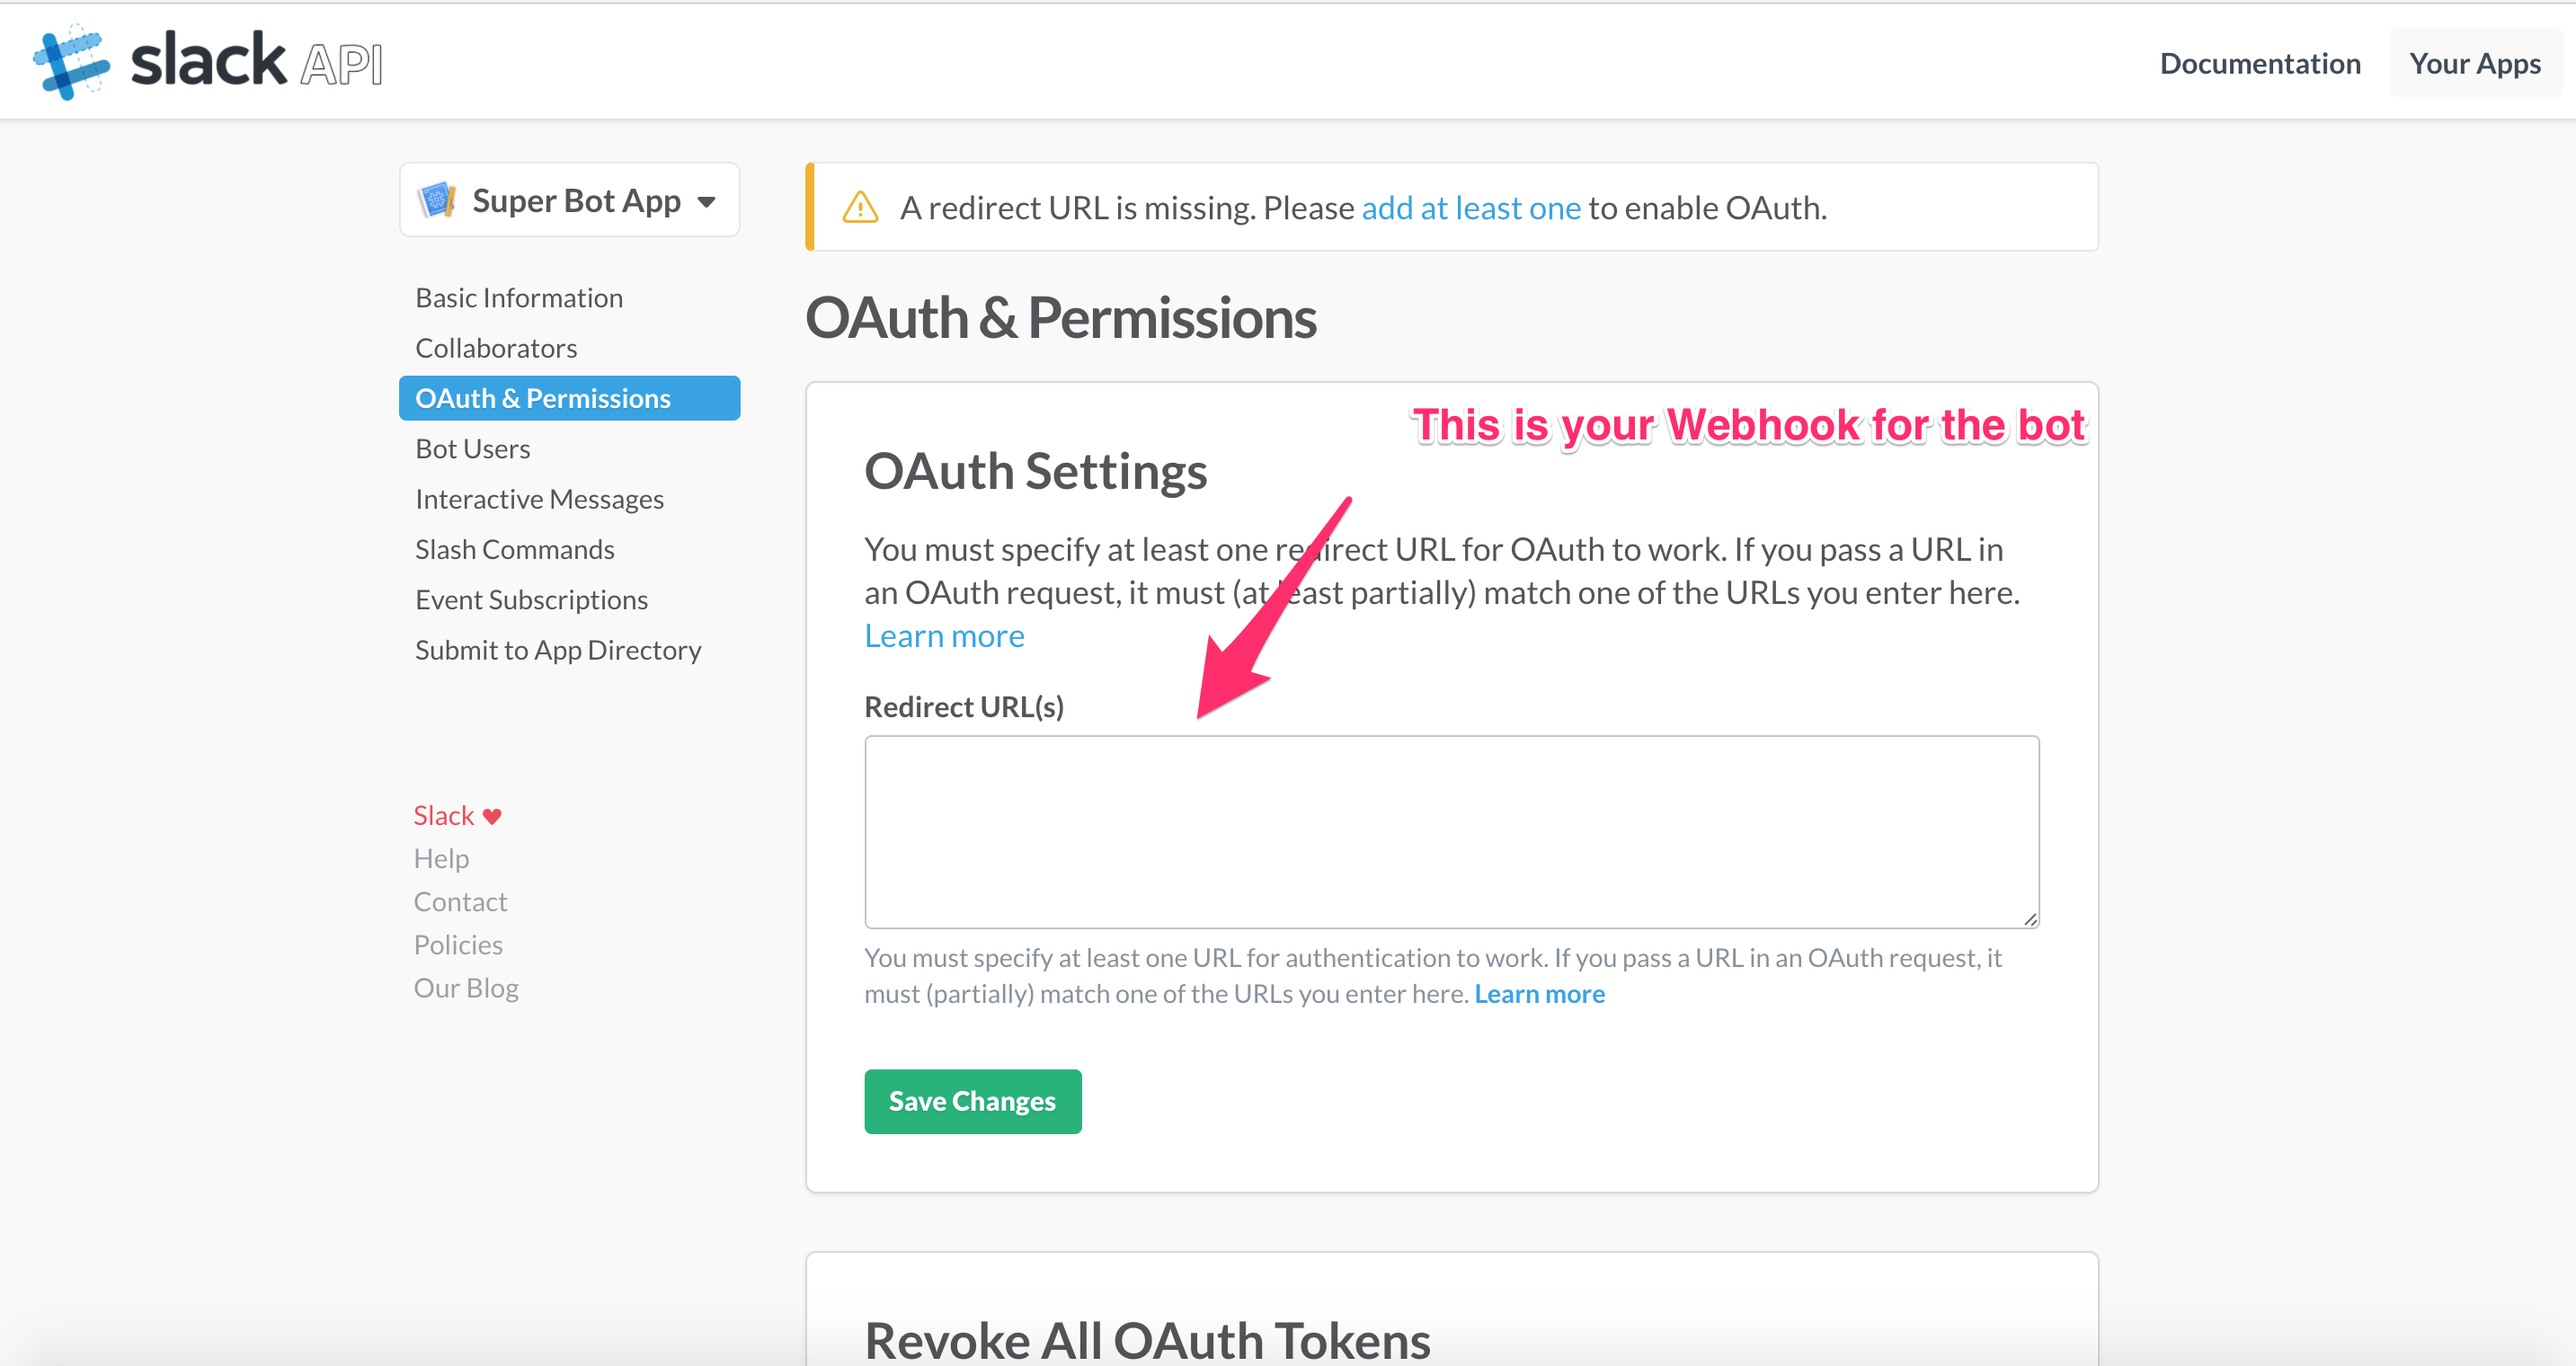 slack API
Documentation
Your Apps
Super Bot App
Basic Information
Collaborators
OAuth & Permissions
Bot Users
Interactive Messages
Slash Commands
Event Subscriptions
Submit to App Directory
Slack ♥
Help
Contact
Policies
Our Blog
A redirect URL is missing. Please add at least one to enable OAuth.
OAuth & Permissions
This is your Webhook for the bot
OAuth Settings
You must specify at least one redirect URL for OAuth to work. If you pass a URL in
an OAuth request, it must (at least partially) match one of the URLs you enter here.
Learn more
Redirect URL(s)
You must specify at least one URL for authentication to work. If you pass a URL in an OAuth request, it
must (partially) match one of the URLs you enter here. Learn more
Save Changes
Revoke All OAuth Tokens